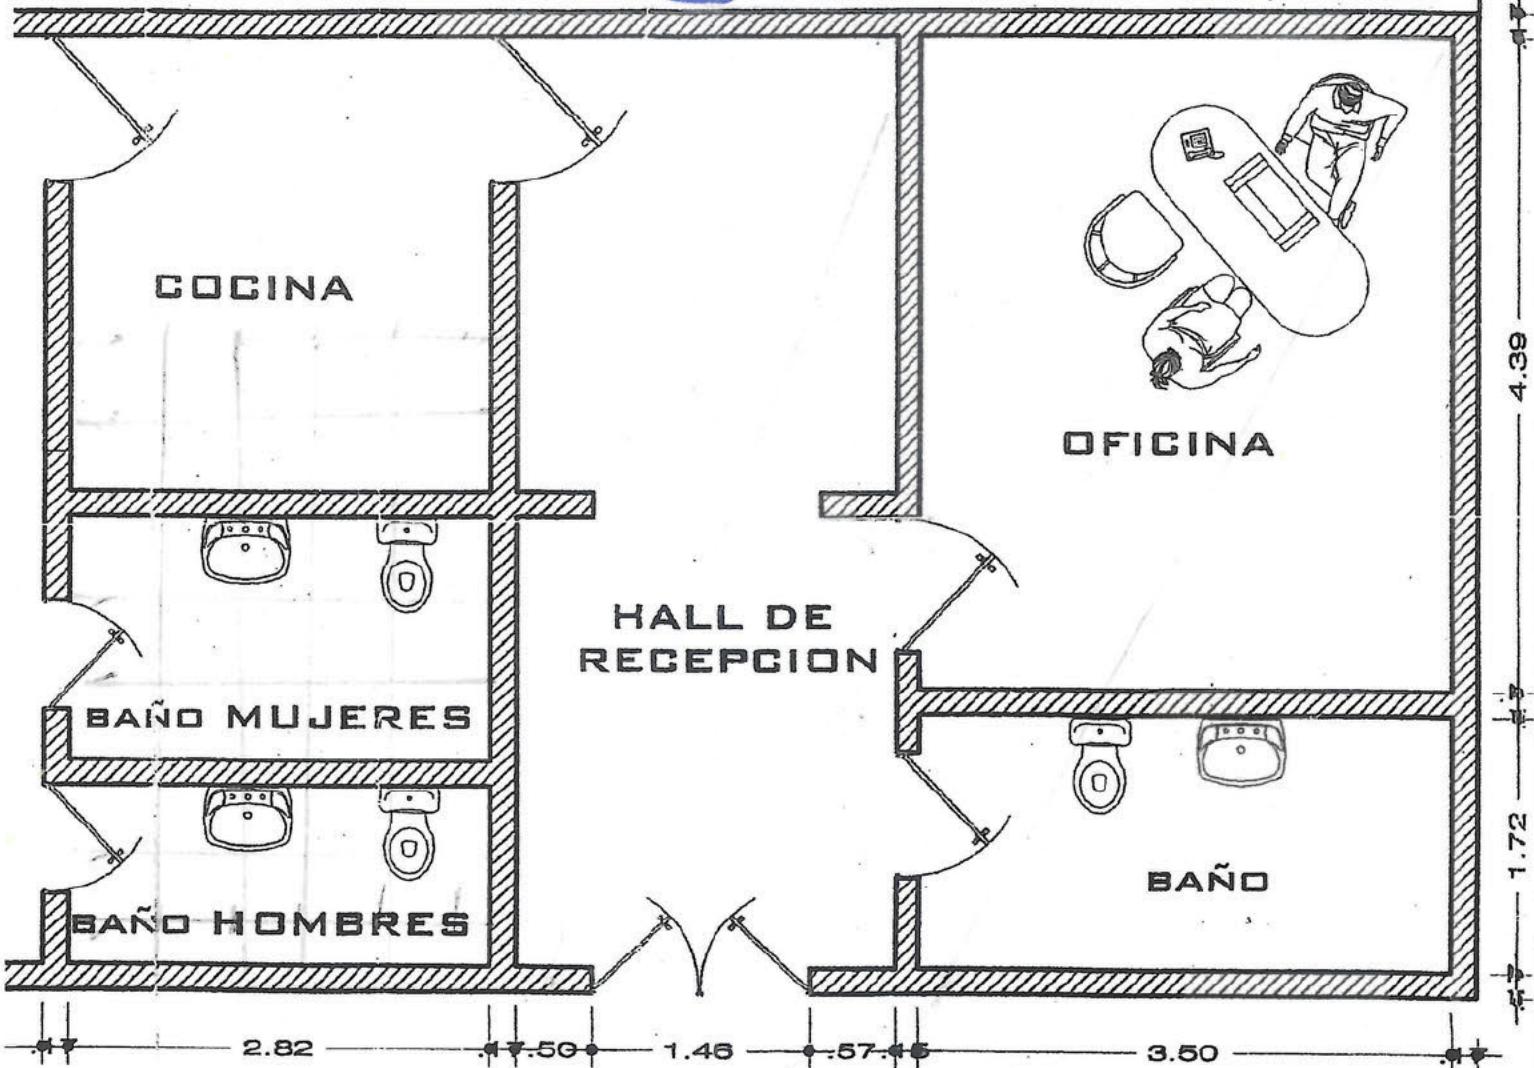 COCINA
4.39
OFICINA
HALL DE
RECEPCION
BAÑO MUJERES
1.72
BAÑO
BAÑO HOMBRES
2.82
.50
1.46
.57
3.50